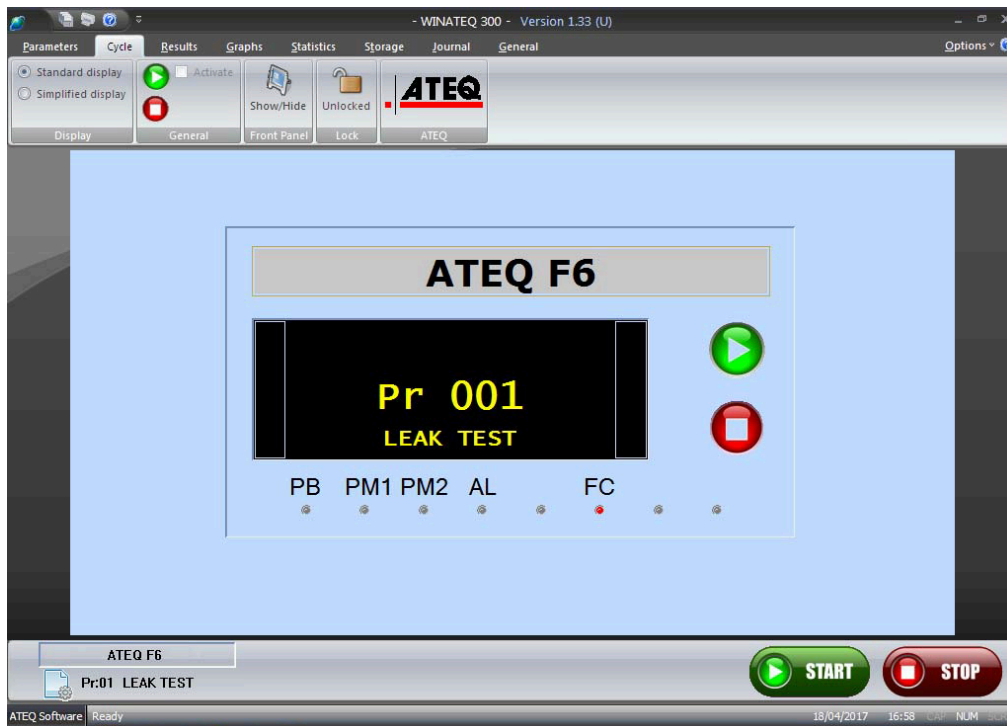 - WINATEQ 300 - Version 1.33 (U)
Parameters Cycle Results Graphs Statistics Storage Journal General Options
Standard display Activate
Simplified display Show/Hide Unlocked ATEQ
Display General Front Panel Lock ATEQ
ATEQ F6
Pr 001
LEAK TEST
PB PM1 PM2 AL FC
ATEQ F6
Pr:01 LEAK TEST
START STOP
ATEQ Software Ready 18/04/2017 16:58 CAP NUM